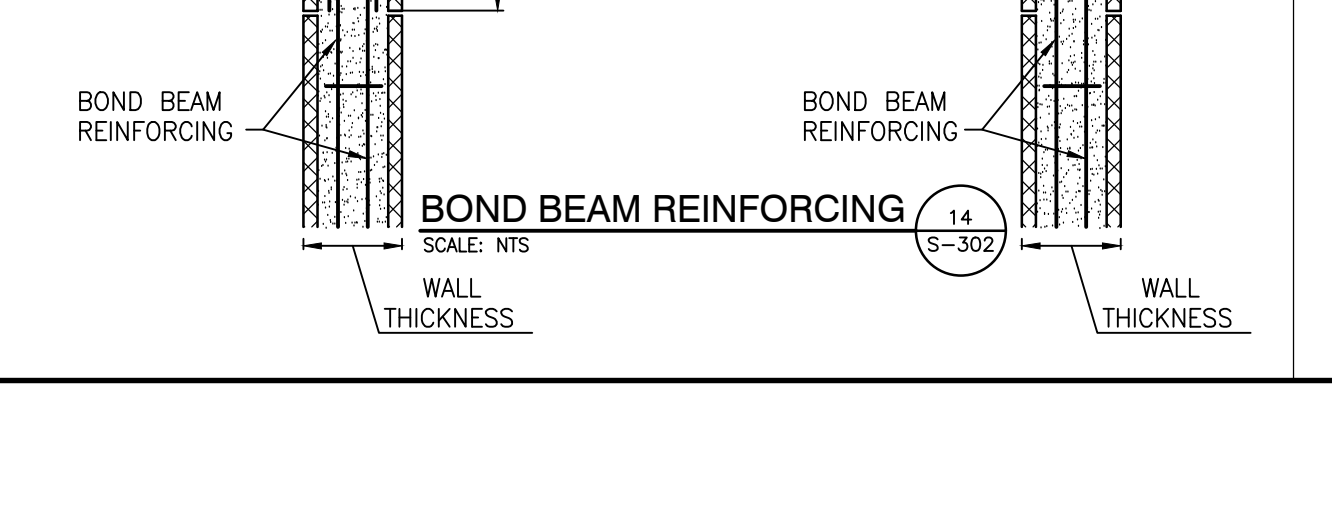 BOND BEAM
REINFORCING
BOND BEAM
REINFORCING
BOND BEAM REINFORCING
14
SCALE: NTS
S-302
WALL
THICKNESS
WALL
THICKNESS